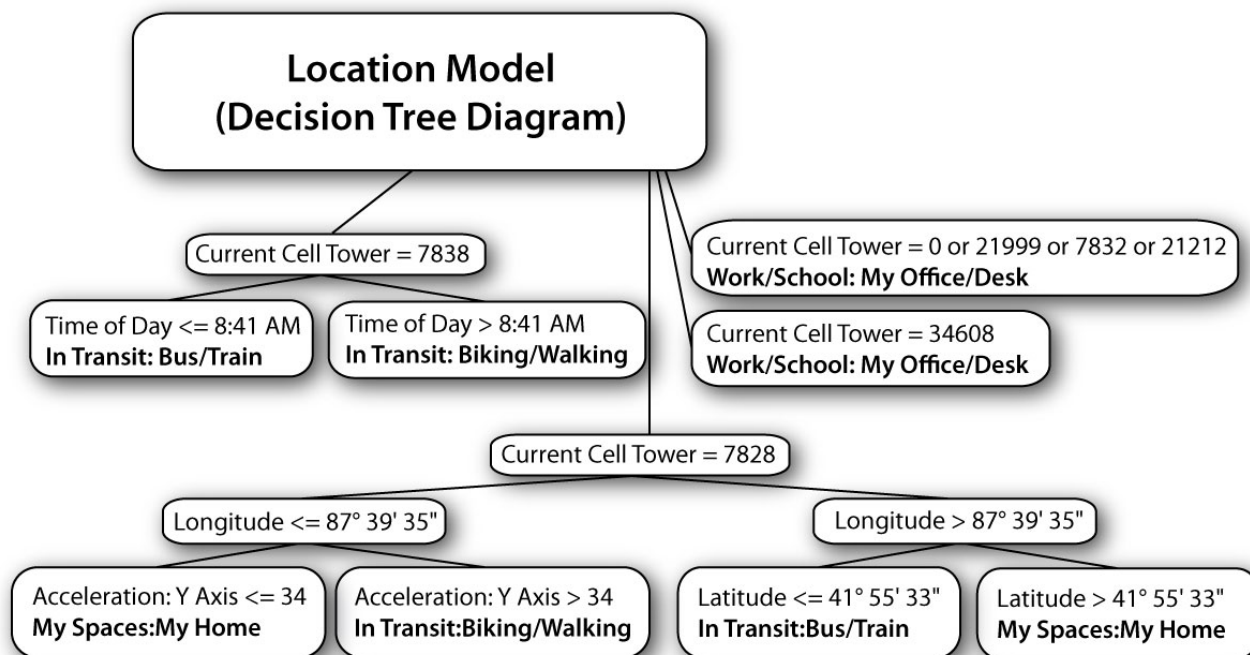 Location Model
(Decision Tree Diagram)
Current Cell Tower = 7838
Time of Day <= 8:41 AM
In Transit: Bus/Train
Time of Day > 8:41 AM
In Transit: Biking/Walking
Current Cell Tower = 0 or 21999 or 7832 or 21212
Work/School: My Office/Desk
Current Cell Tower = 34608
Work/School: My Office/Desk
Current Cell Tower = 7828
Longitude <= 87° 39' 35"
Longitude > 87° 39' 35"
Acceleration: Y Axis <= 34
My Spaces:My Home
Acceleration: Y Axis > 34
In Transit:Biking/Walking
Latitude <= 41° 55' 33"
In Transit:Bus/Train
Latitude > 41° 55' 33"
My Spaces:My Home